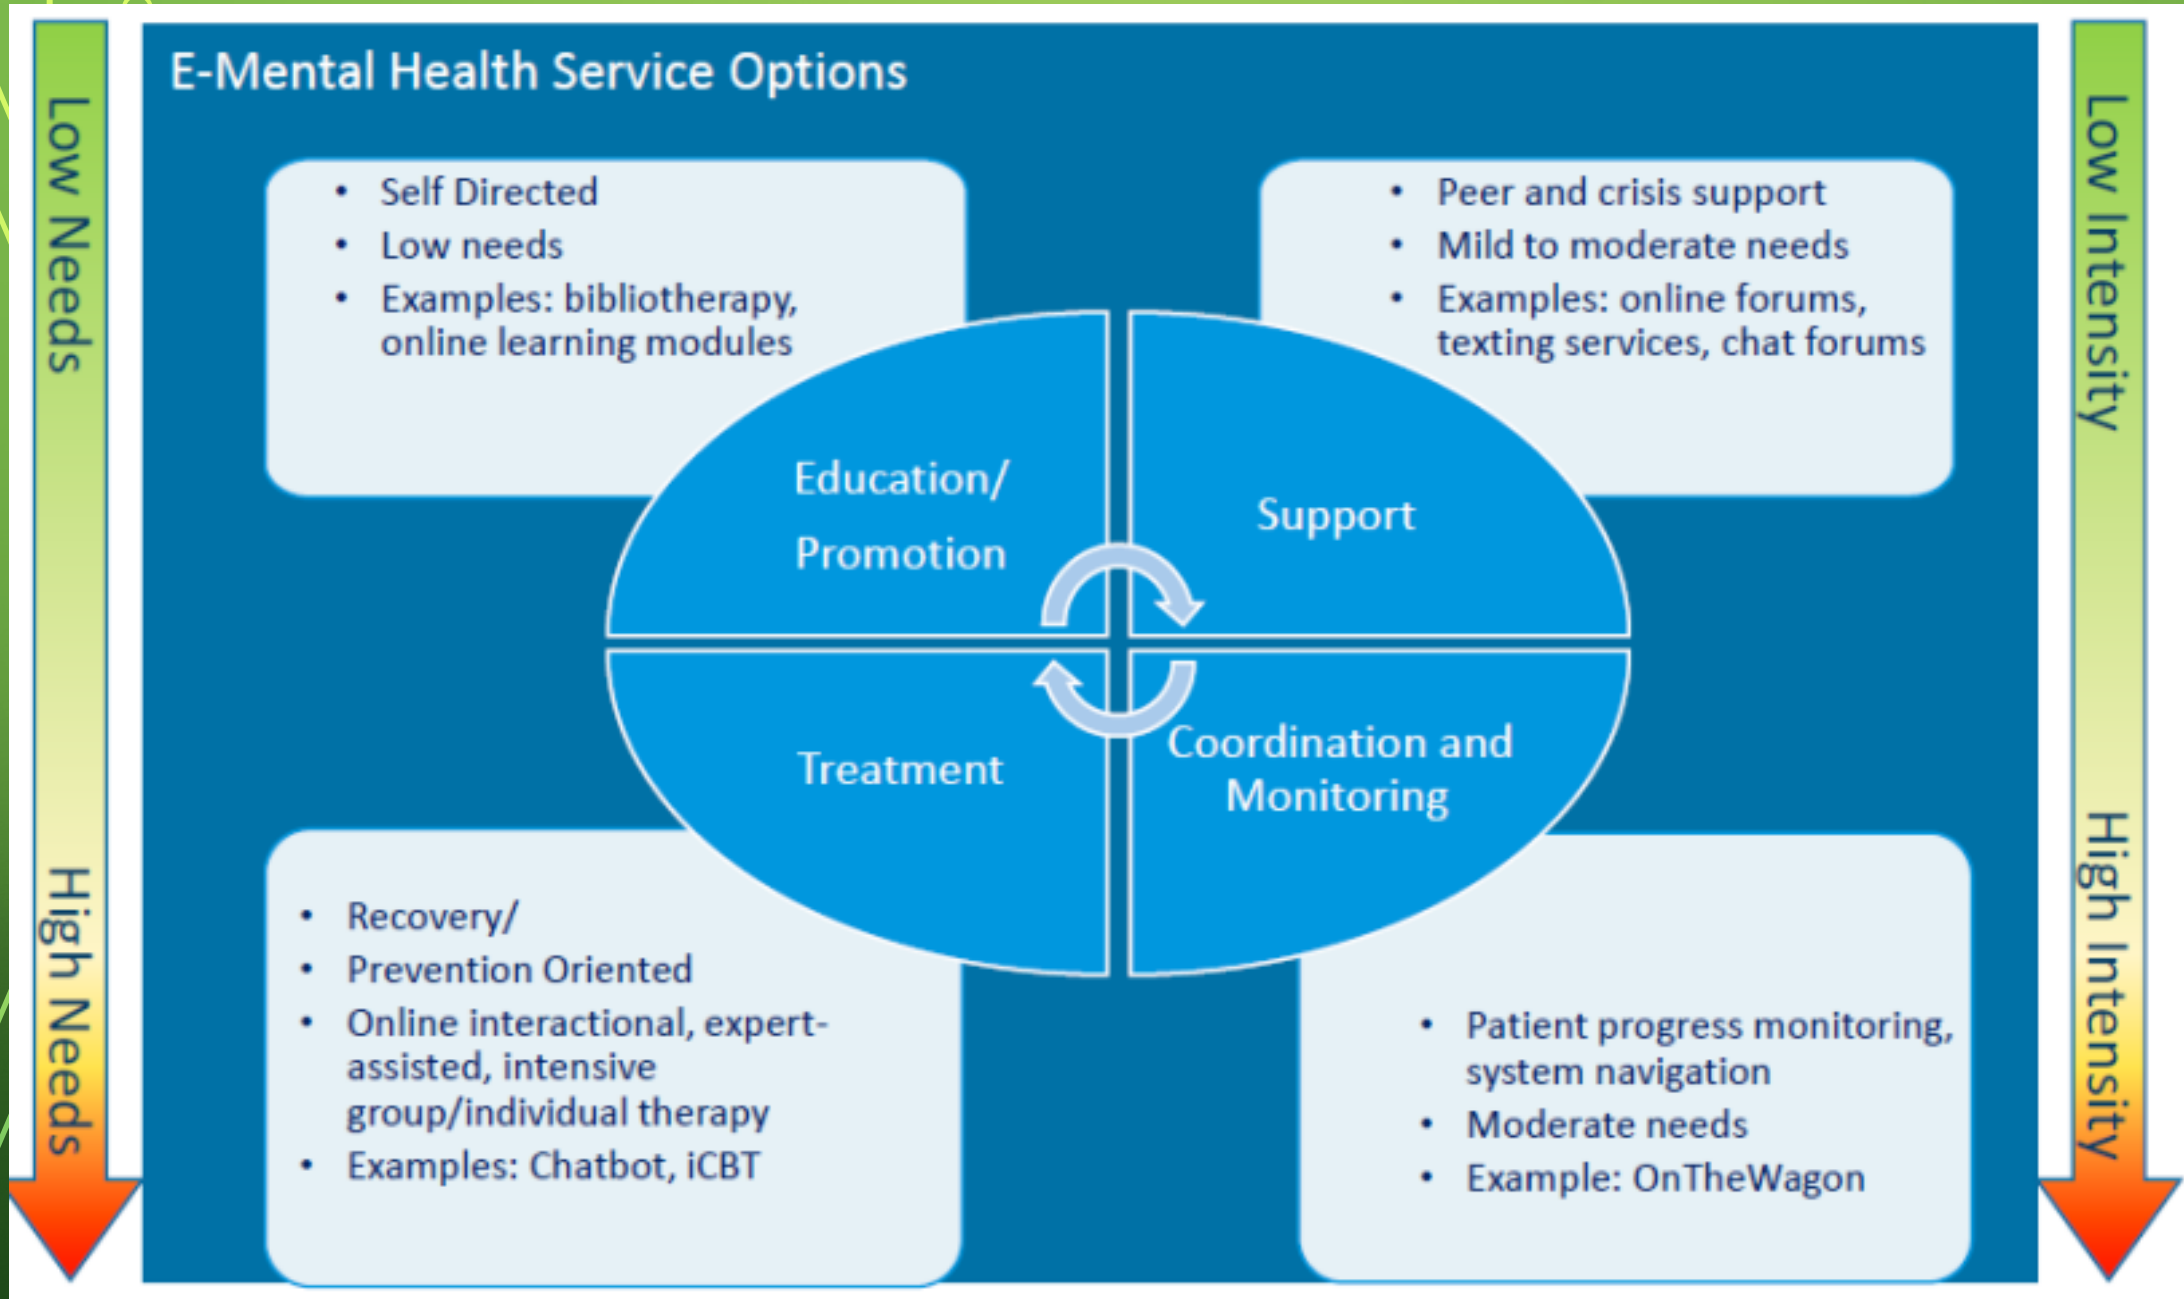 E-Mental Health Service Options
Low Needs
High Needs
• Self Directed
• Low needs
• Examples: bibliotherapy,
online learning modules
• Peer and crisis support
• Mild to moderate needs
• Examples: online forums,
texting services, chat forums
Education/
Promotion
Support
Treatment
Coordination and
Monitoring
• Recovery/
• Prevention Oriented
• Online interactional, expert-
assisted, intensive
group/individual therapy
• Examples: Chatbot, iCBT
• Patient progress monitoring,
system navigation
• Moderate needs
• Example: OnTheWagon
Low Intensity
High Intensity